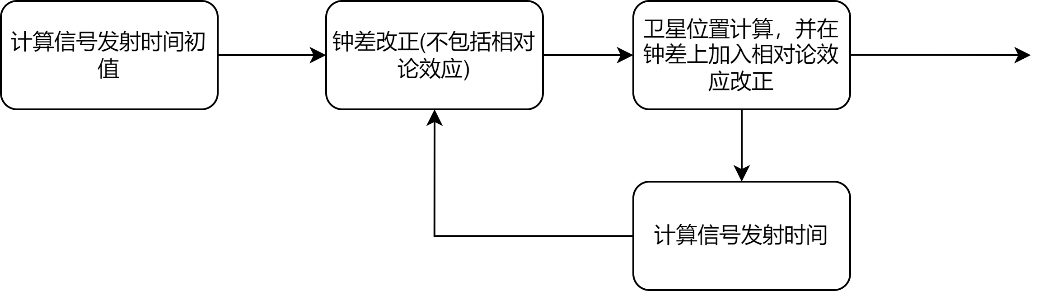 计算信号发射时间初
值
钟差改正(不包括相对
论效应)
卫星位置计算，并在
钟差上加入相对论效
应改正
计算信号发射时间